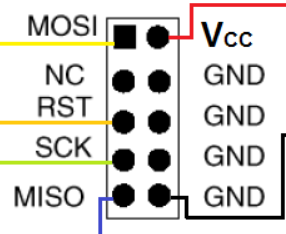 MOSI Vcc
NC GND
RST GND
SCK GND
MISO GND